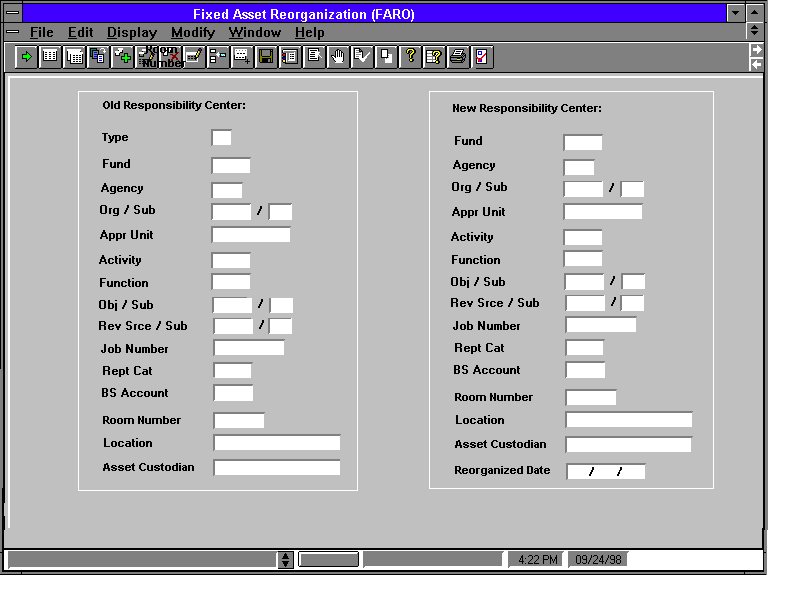 Fixed Asset Reorganization (FARO)
File Edit Display Modify Window Help
Room
Number
Old Responsibility Center:
Type
Fund
Agency
Org / Sub /
Appr Unit
Activity
Function
Obj / Sub /
Rev Srce / Sub /
Job Number
Rept Cat
BS Account
Room Number
Location
Asset Custodian
New Responsibility Center:
Fund
Agency
Org / Sub /
Appr Unit
Activity
Function
Obj / Sub /
Rev Srce / Sub /
Job Number
Rept Cat
BS Account
Room Number
Location
Asset Custodian
Reorganized Date / /
4:22 PM 09/24/98